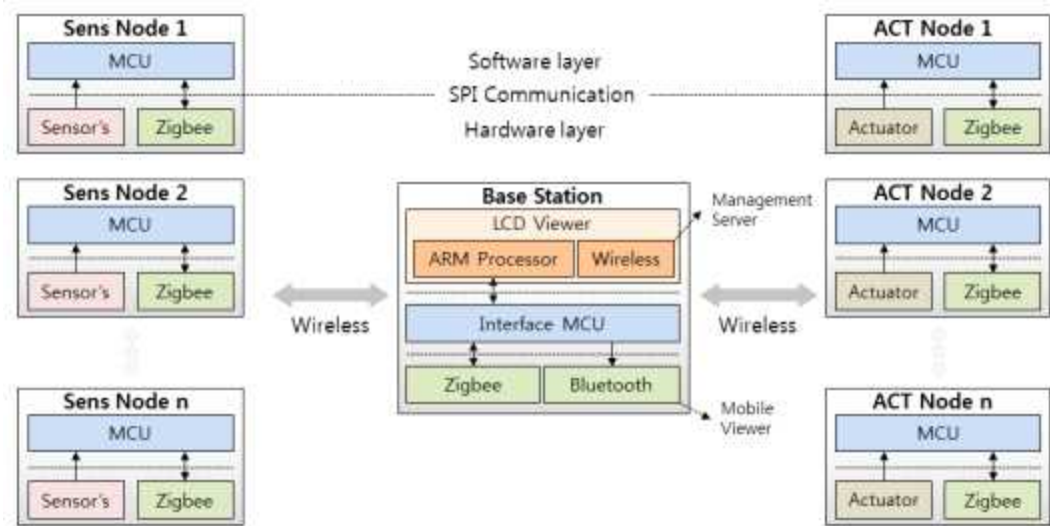 Sens Node 1
MCU
Sensor's Zigbee
Software layer
SPI Communication
Hardware layer
ACT Node 1
MCU
Actuator Zigbee
Sens Node 2
MCU
Sensor's Zigbee
Wireless
Base Station
LCD Viewer
ARM Processor Wireless
Interface MCU
Zigbee Bluetooth
Management
Server
Mobile
Viewer
Wireless
ACT Node 2
MCU
Actuator Zigbee
Sens Node n
MCU
Sensor's Zigbee
ACT Node n
MCU
Actuator Zigbee